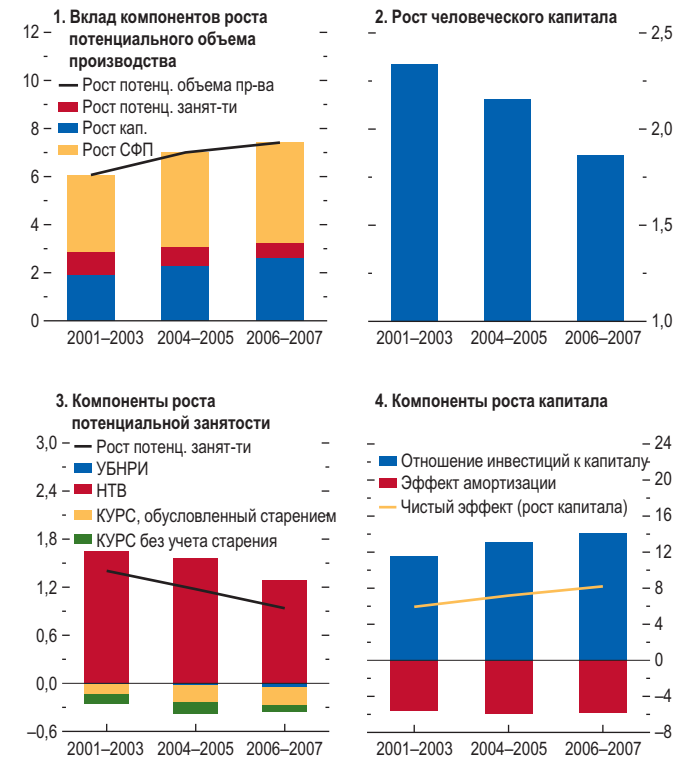 1. Вклад компонентов роста
потенциального объема
производства
12
10
8
6
4
2
0
Рост потенц. объема пр-ва
Рост потенц. занят-ти
Рост кап.
Рост СФП
2001–2003 2004–2005 2006–2007
2. Рост человеческого капитала
2,5
2,0
1,5
1,0
2001–2003 2004–2005 2006–2007
3. Компоненты роста
потенциальной занятости
3,0
2,4
1,8
1,2
0,6
0,0
–0,6
Рост потенц. занят-ти
УБНРИ
НТВ
КУРС, обусловленный старением
КУРС без учета старения
2001–2003 2004–2005 2006–2007
4. Компоненты роста капитала
24
20
16
12
8
4
0
–4
–8
Отношение инвестиций к капиталу
Эффект амортизации
Чистый эффект (рост капитала)
2001–2003 2004–2005 2006–2007